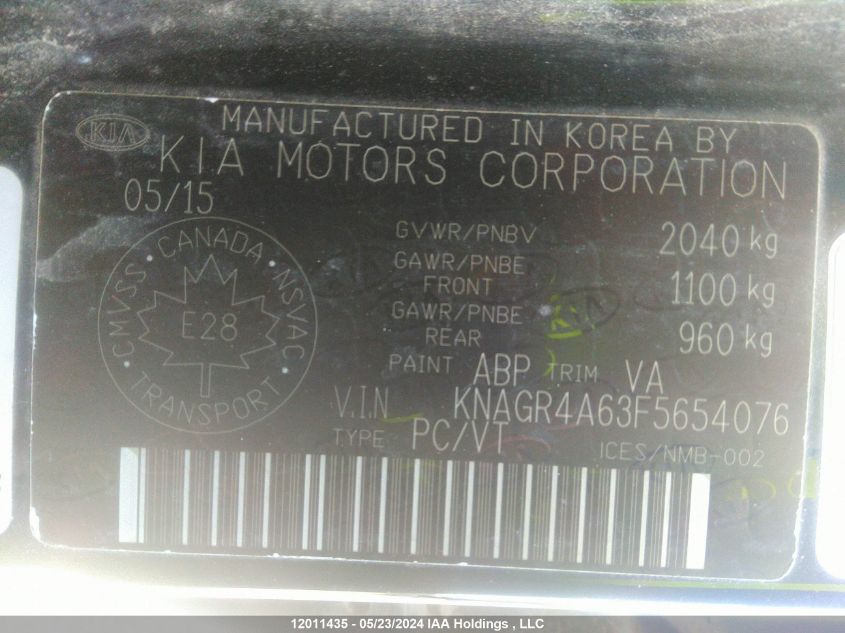 KIA
MANUFACTURED IN KOREA BY
KIA MOTORS CORPORATION
05/15
CMVSS · CANADA · NSVAC
E28
TRANSPORT
GVWR/PNBV 2040 kg
GAWR/PNBE
FRONT 1100 kg
GAWR/PNBE
REAR 960 kg
PAINT ABP TRIM VA
V.I.N KNAGR4A63F5654076
TYPE PC/VT ICES/NMB-002
12011435 - 05/23/2024 IAA Holdings , LLC